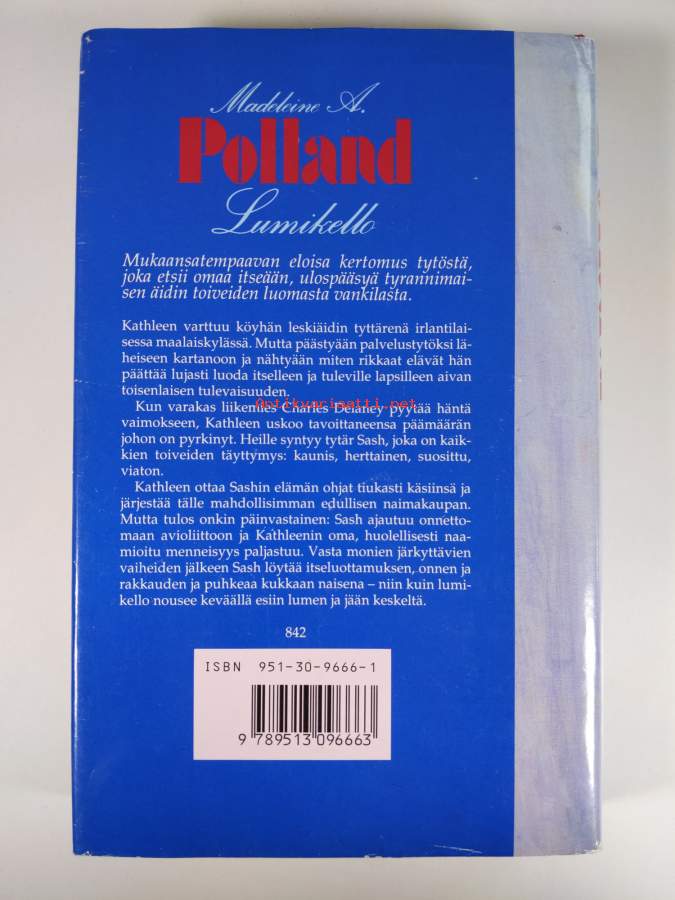 Madeleine A.
Polland
Lumikello
Mukaansatempaavan eloisa kertomus tytöstä,
joka etsii omaa itseään, ulospääsyä tyrannimai-
sen äidin toiveiden luomasta vankilasta.
Kathleen varttuu köyhän leskiäidin tyttärenä irlantilai-
sessa maalaiskylässä. Mutta päästyään palvelustytöksi lä-
heiseen kartanoon ja nähtyään miten rikkaat elävät hän
päättää lujasti luoda itselleen ja tuleville lapsilleen aivan
toisenlaisen tulevaisuuden.
Antikvariaatti.net
Kun varakas liikemies Charles Delaney pyytää häntä
vaimokseen, Kathleen uskoo tavoittaneensa päämäärän
johon on pyrkinyt. Heille syntyy tytär Sash, joka on kaik-
kien toiveiden täyttymys: kaunis, herttainen, suosittu,
viaton.
Kathleen ottaa Sashin elämän ohjat tiukasti käsiinsä ja
järjestää tälle mahdollisimman edullisen naimakaupan.
Mutta tulos onkin päinvastainen: Sash ajautuu onnetto-
maan avioliittoon ja Kathleenin oma, huolellisesti naa-
mioitu menneisyys paljastuu. Vasta monien järkyttävien
vaiheiden jälkeen Sash löytää itseluottamuksen, onnen ja
rakkauden ja puhkeaa kukkaan naisena – niin kuin lumi-
kello nousee keväällä esiin lumen ja jään keskeltä.
842
ISBN 951-30-9666-1
9 789513 096663